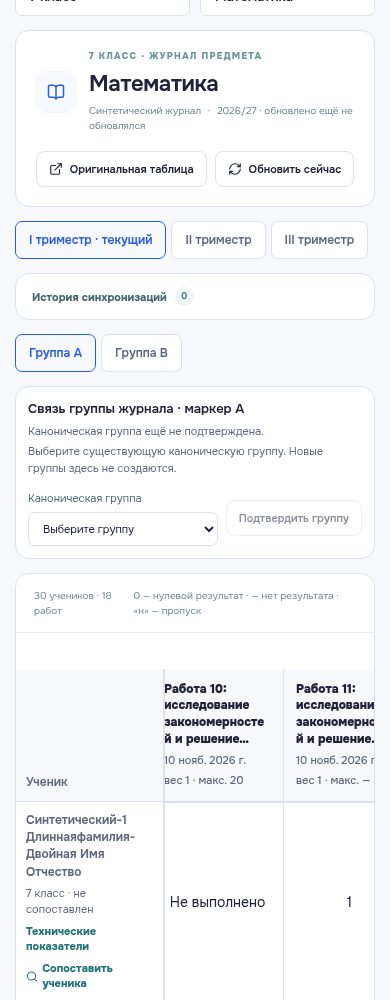 7 КЛАСС · ЖУРНАЛ ПРЕДМЕТА
Математика
Синтетический журнал · 2026/27 · обновлено ещё не
обновлялся
Оригинальная таблица
Обновить сейчас
I триместр · текущий
II триместр
III триместр
История синхронизаций 0
Группа A
Группа B
Связь группы журнала · маркер A
Каноническая группа ещё не подтверждена.
Выберите существующую каноническую группу. Новые
группы здесь не создаются.
Каноническая группа
Выберите группу
Подтвердить группу
30 учеников · 18
работ
0 — нулевой результат · — нет результата ·
«н» — пропуск
Ученик
Работа 10:
исследование
закономерносте
й и решение...
10 нояб. 2026 г.
вес 1 · макс. 20
Работа 11:
исследовани
закономерно
й и решение.
10 нояб. 2026 г
вес 1 · макс. —
Синтетический-1
Длиннаяфамилия-
Двойная Имя
Отчество
7 класс · не
сопоставлен
Технические
показатели
Сопоставить
ученика
Не выполнено
1